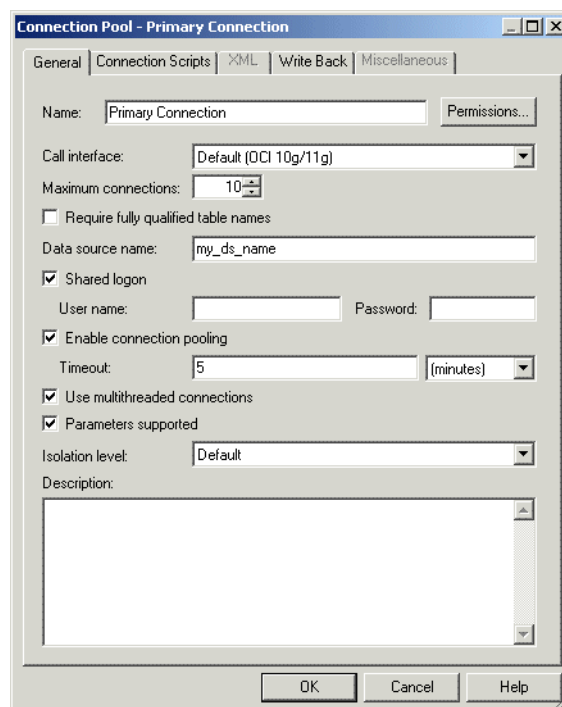 Connection Pool - Primary Connection
General Connection Scripts XML Write Back Miscellaneous
Name: Primary Connection Permissions...
Call interface: Default (OCI 10g/11g)
Maximum connections: 10
Require fully qualified table names
Data source name: my_ds_name
Shared logon
User name: Password:
Enable connection pooling
Timeout: 5 (minutes)
Use multithreaded connections
Parameters supported
Isolation level: Default
Description:
OK Cancel Help